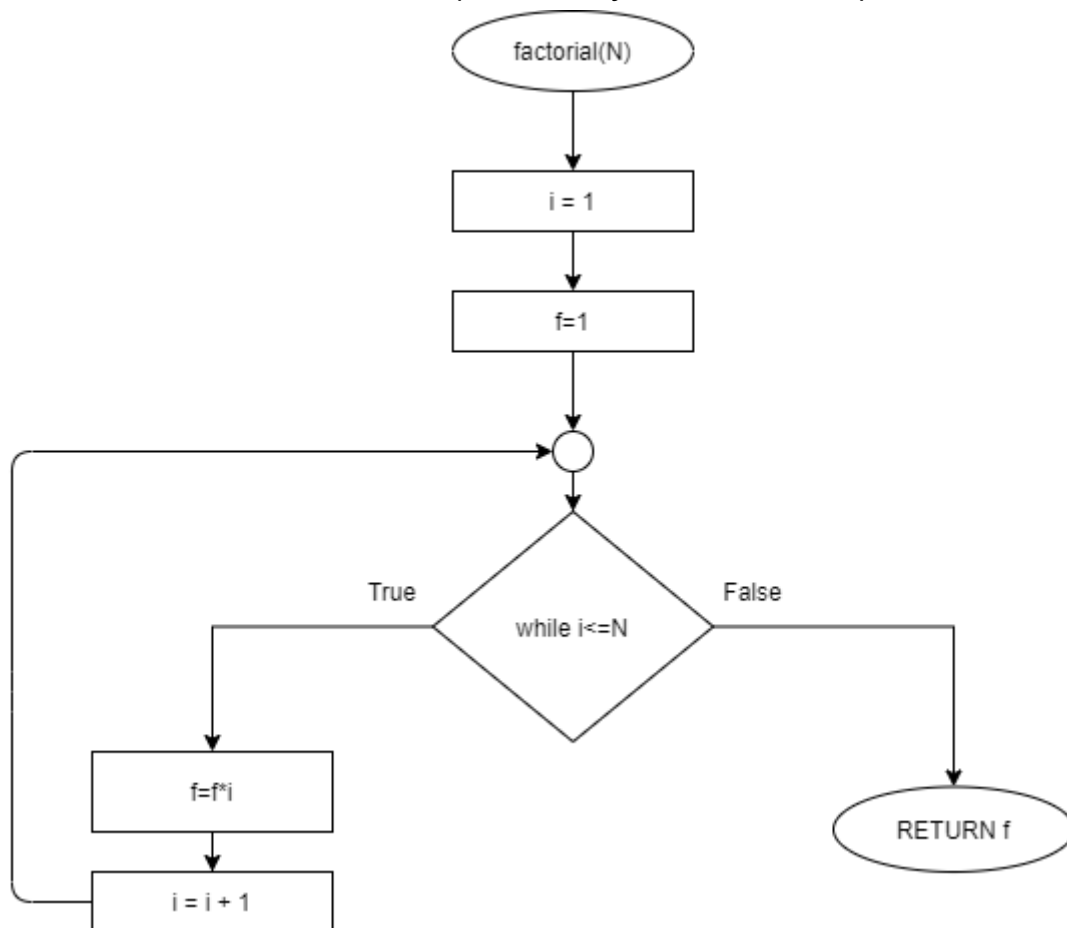 factorial(N)
i = 1
f=1
True
False
while i<=N
f=f*i
RETURN f
i = i + 1